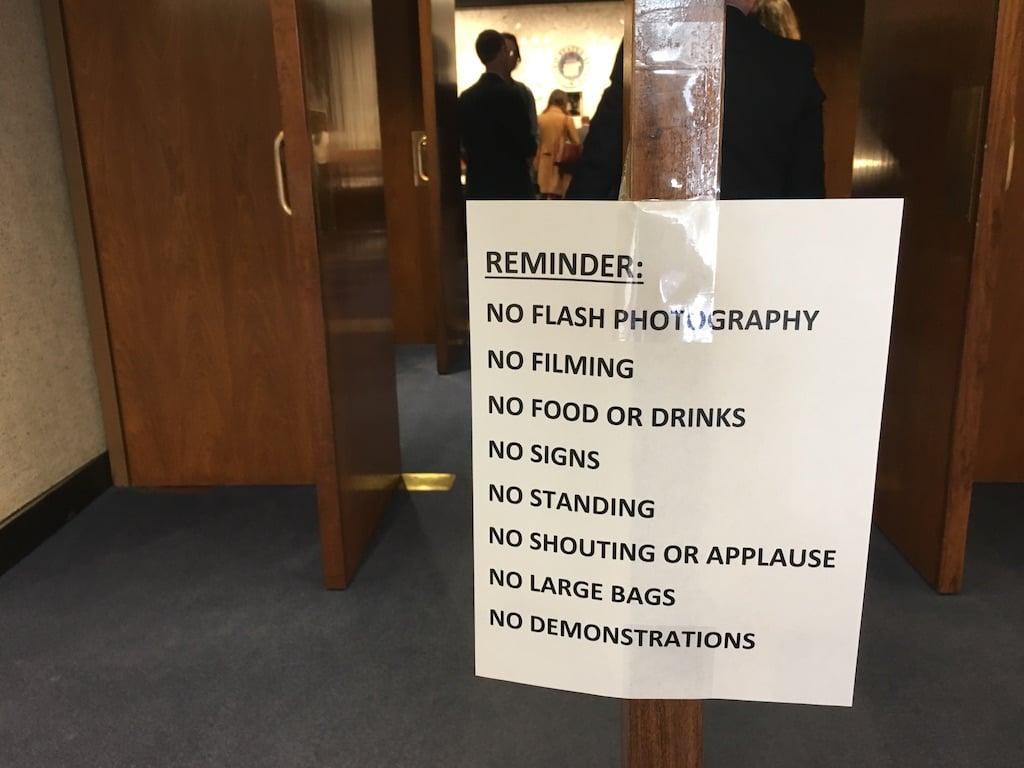 REMINDER:
NO FLASH PHOTOGRAPHY
NO FILMING
NO FOOD OR DRINKS
NO SIGNS
NO STANDING
NO SHOUTING OR APPLAUSE
NO LARGE BAGS
NO DEMONSTRATIONS